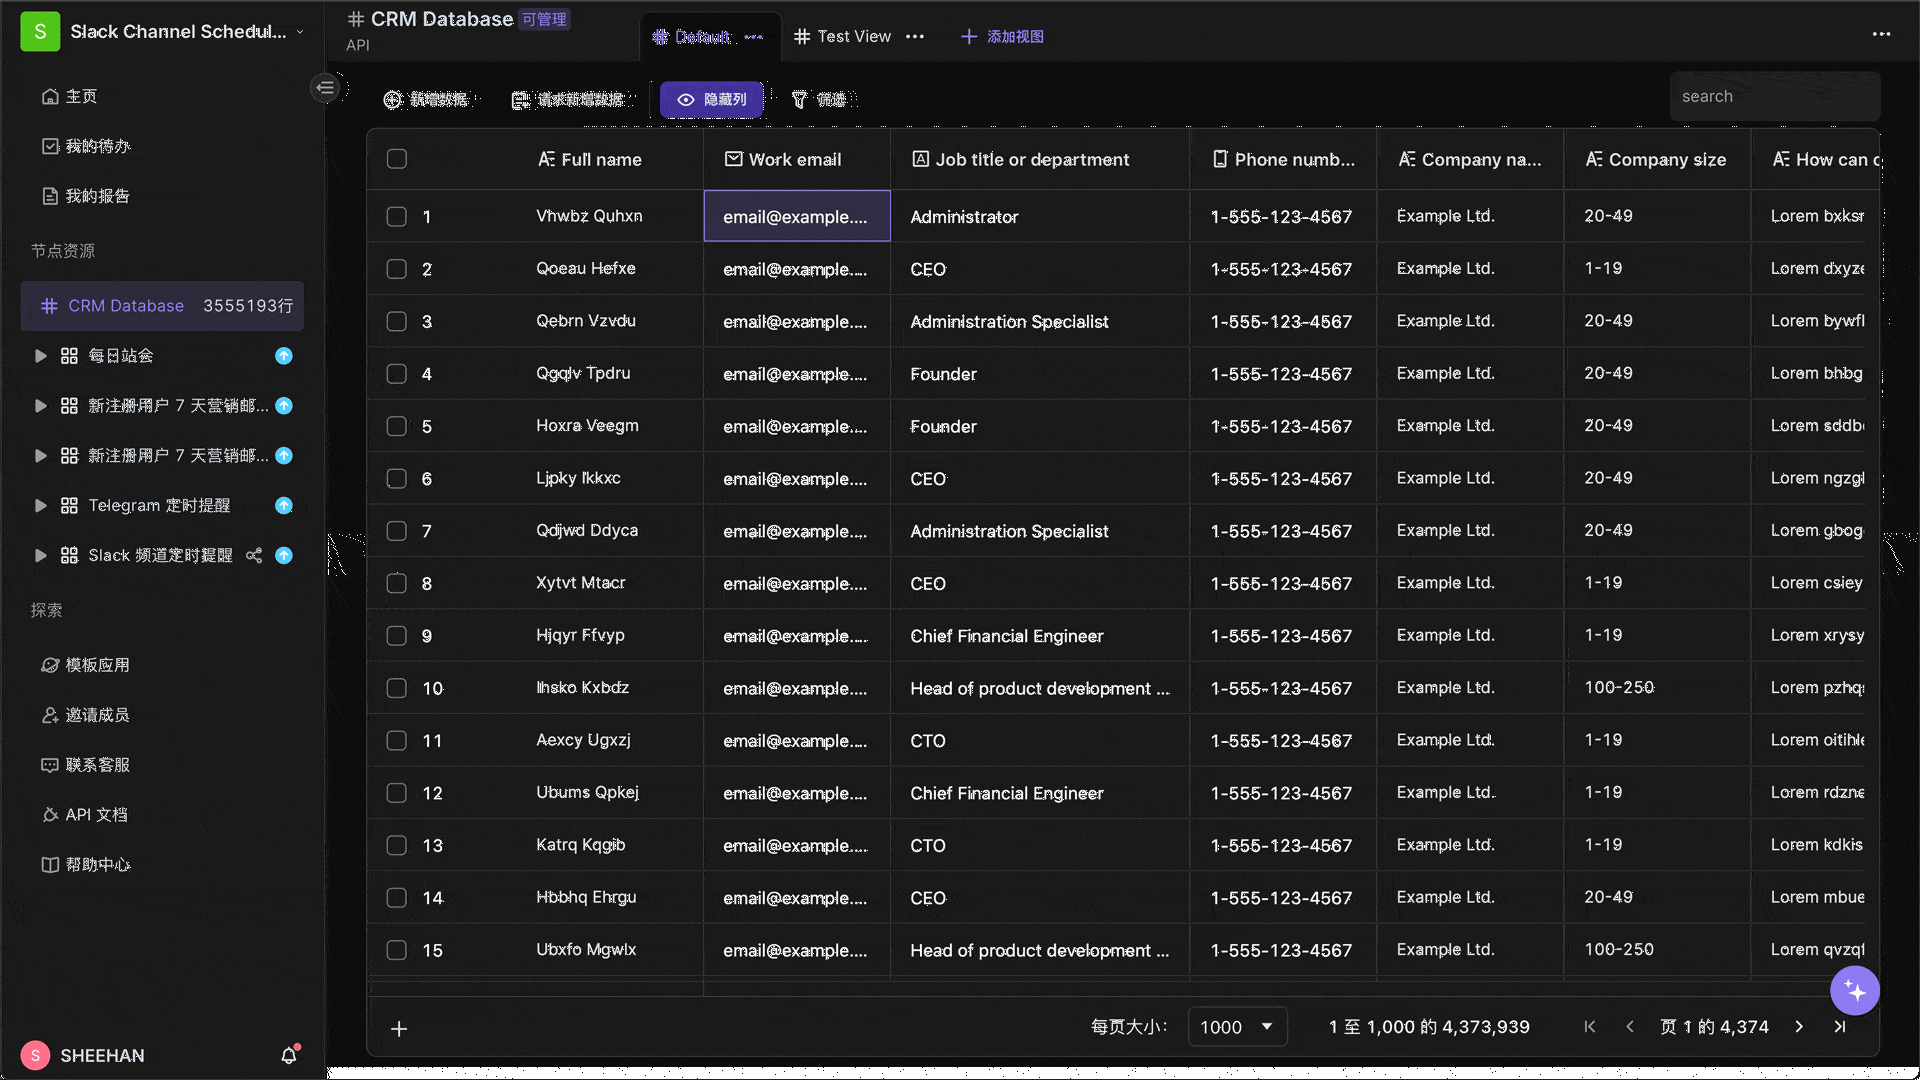 S Slack Channel Schedul...
主页
我的待办
我的报告
节点资源
CRM Database 3555193行
每日站会
新注册用户 7 天营销邮...
新注册用户 7 天营销邮...
Telegram 定时提醒
Slack 频道定时提醒
探索
模板应用
邀请成员
联系客服
API 文档
帮助中心
S SHEEHAN
CRM Database 可管理
API
Default
Test View
添加视图
新增数据 请求新增数据 隐藏列 筛选
search
Full name Work email Job title or department Phone numb... Company na... Company size How can o
1 Vhwbz Quhxn email@example.... Administrator 1-555-123-4567 Example Ltd. 20-49 Lorem bxksr
2 Qoeau Hefxe email@example.... CEO 1-555-123-4567 Example Ltd. 1-19 Lorem dxyze
3 Qebrn Vzvdu email@example.... Administration Specialist 1-555-123-4567 Example Ltd. 20-49 Lorem bywfl
4 Qgqlv Tpdru email@example.... Founder 1-555-123-4567 Example Ltd. 20-49 Lorem bhbg
5 Hoxra Veegm email@example.... Founder 1-555-123-4567 Example Ltd. 20-49 Lorem sddb
6 Ljpky Ikkxc email@example.... CEO 1-555-123-4567 Example Ltd. 20-49 Lorem ngzgl
7 Qdjwd Ddyca email@example.... Administration Specialist 1-555-123-4567 Example Ltd. 20-49 Lorem gbog
8 Xytvt Mtacr email@example.... CEO 1-555-123-4567 Example Ltd. 1-19 Lorem csiey
9 Hjqyr Ffvyp email@example.... Chief Financial Engineer 1-555-123-4567 Example Ltd. 1-19 Lorem xrysy
10 Ihsko Kxbdz email@example.... Head of product development ... 1-555-123-4567 Example Ltd. 100-250 Lorem pzhq
11 Aexcy Ugxzj email@example.... CTO 1-555-123-4567 Example Ltd. 1-19 Lorem oitihl
12 Ubums Qpkej email@example.... Chief Financial Engineer 1-555-123-4567 Example Ltd. 1-19 Lorem rdzne
13 Katrq Kqgib email@example.... CTO 1-555-123-4567 Example Ltd. 1-19 Lorem kdkis
14 Hbbhq Ehrgu email@example.... CEO 1-555-123-4567 Example Ltd. 20-49 Lorem mbue
15 Ubxfo Mgwlx email@example.... Head of product development ... 1-555-123-4567 Example Ltd. 100-250 Lorem qvzqf
每页大小: 1000 1 至 1,000 的 4,373,939 页 1 的 4,374